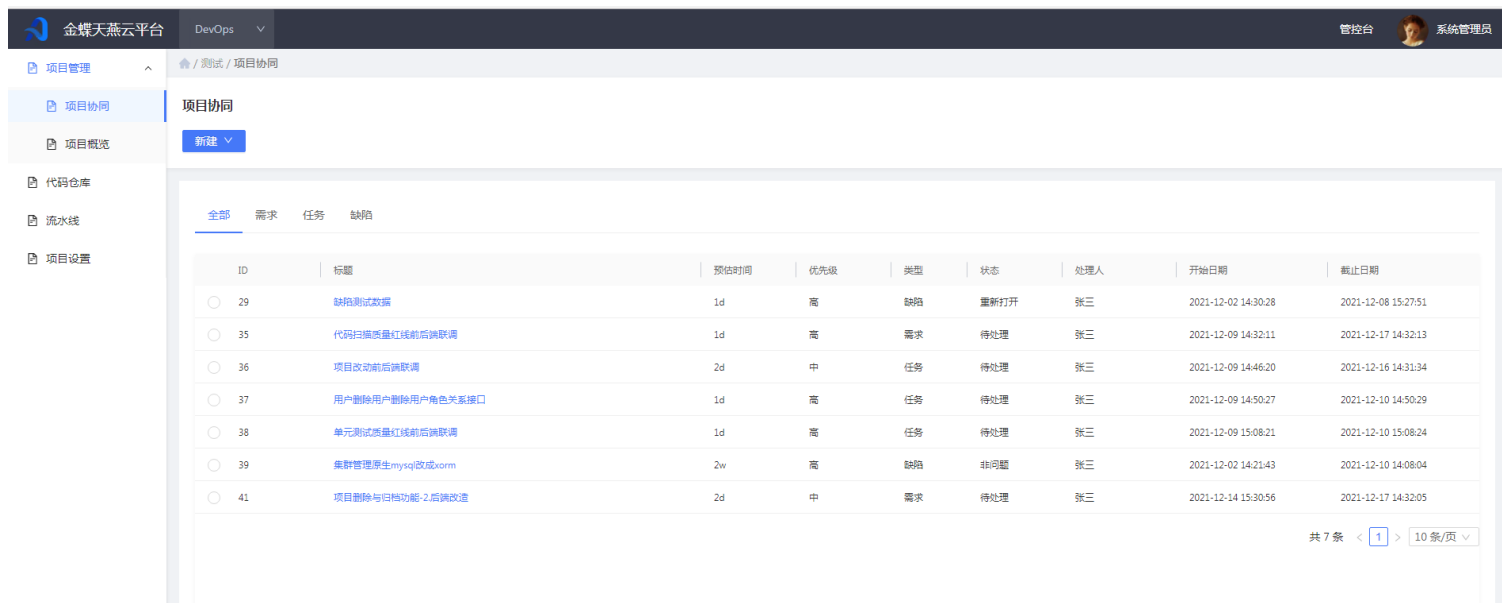 金蝶天燕云平台 DevOps 管控台 系统管理员
项目管理
项目协同
项目概览
代码仓库
流水线
项目设置
/ 测试 / 项目协同
项目协同
新建
全部 需求 任务 缺陷
ID 标题 预估时间 优先级 类型 状态 处理人 开始日期 截止日期
29 缺陷测试数据 1d 高 缺陷 重新打开 张三 2021-12-02 14:30:28 2021-12-08 15:27:51
35 代码扫描质量红线前后端联调 1d 高 需求 待处理 张三 2021-12-09 14:32:11 2021-12-17 14:32:13
36 项目改动前后端联调 2d 中 任务 待处理 张三 2021-12-09 14:46:20 2021-12-16 14:31:34
37 用户删除用户删除用户角色关系接口 1d 高 任务 待处理 张三 2021-12-09 14:50:27 2021-12-10 14:50:29
38 单元测试质量红线前后端联调 1d 高 任务 待处理 张三 2021-12-09 15:08:21 2021-12-10 15:08:24
39 集群管理原生mysql改成xorm 2w 高 缺陷 非问题 张三 2021-12-02 14:21:43 2021-12-10 14:08:04
41 项目删除与归档功能-2.后端改造 2d 中 需求 待处理 张三 2021-12-14 15:30:56 2021-12-17 14:32:05
共 7 条 < 1 > 10 条/页